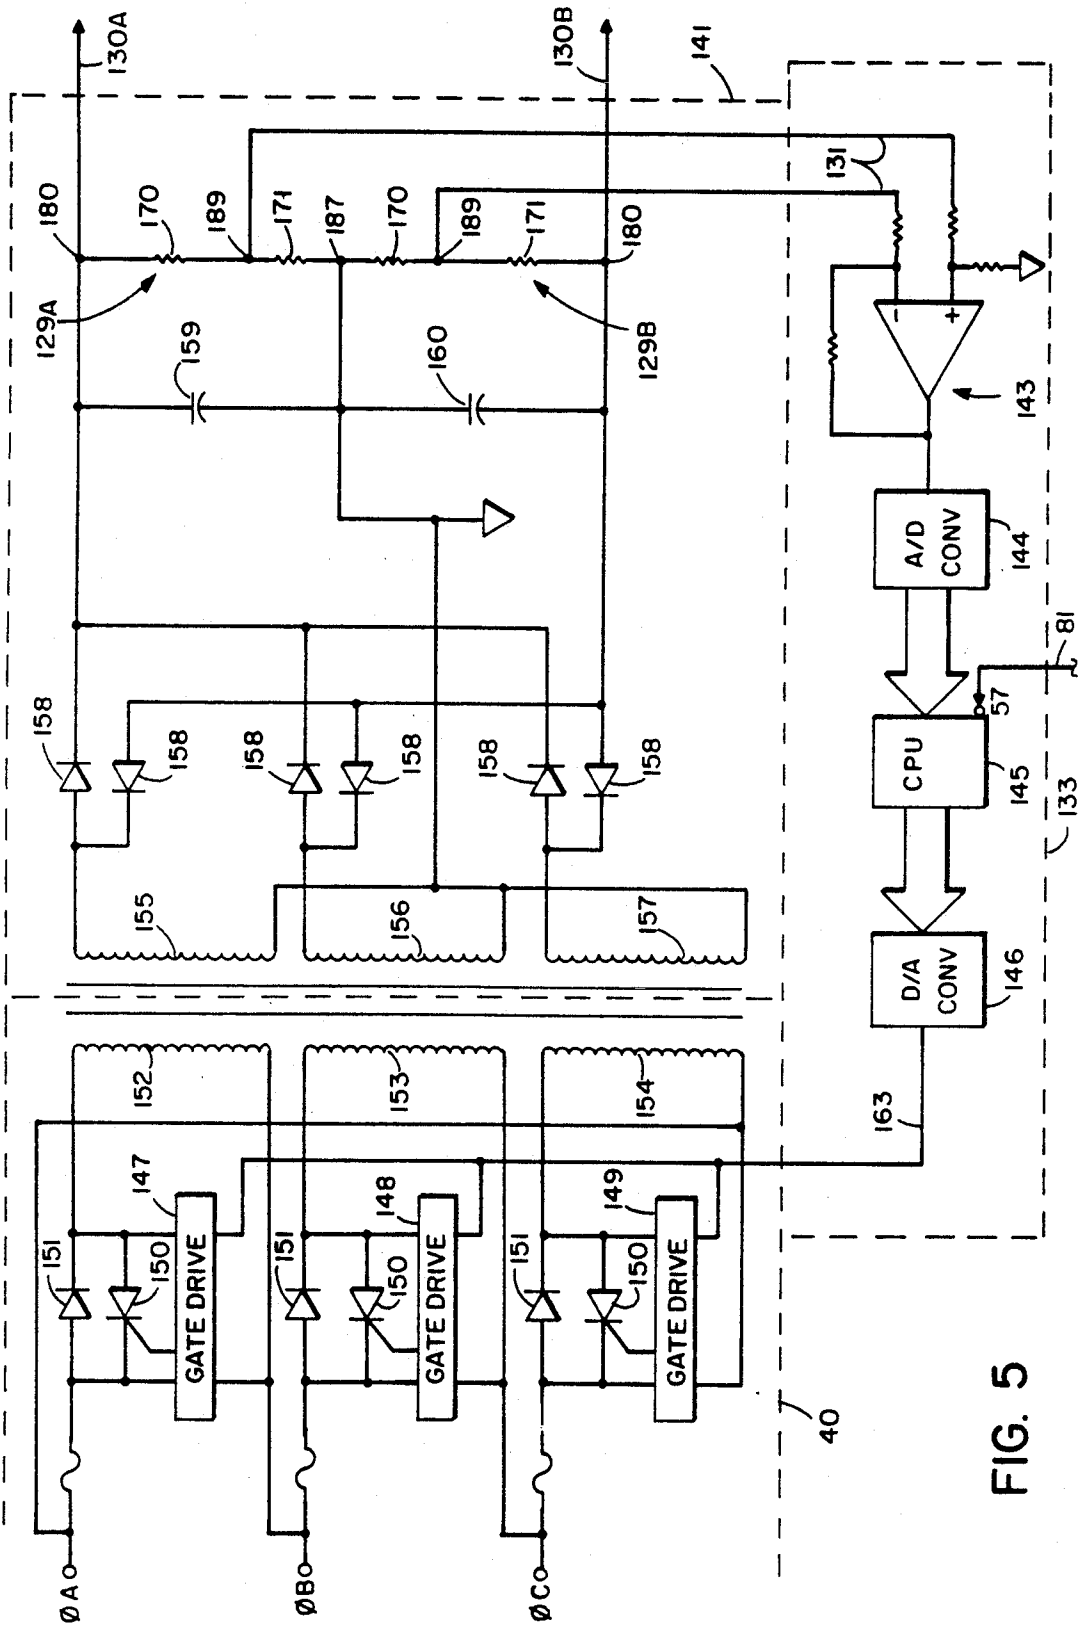 130A
130B
141
180
170
189
171
187
170
189
171
180
131
129A
129B
159
160
-
+
143
A/D
CONV
144
81
57
158
158
158
158
158
158
CPU
145
133
155
156
157
D/A
CONV
146
152
153
154
163
147
148
149
151
150
151
150
151
150
GATE DRIVE
GATE DRIVE
GATE DRIVE
40
ØA
ØB
ØC
FIG. 5